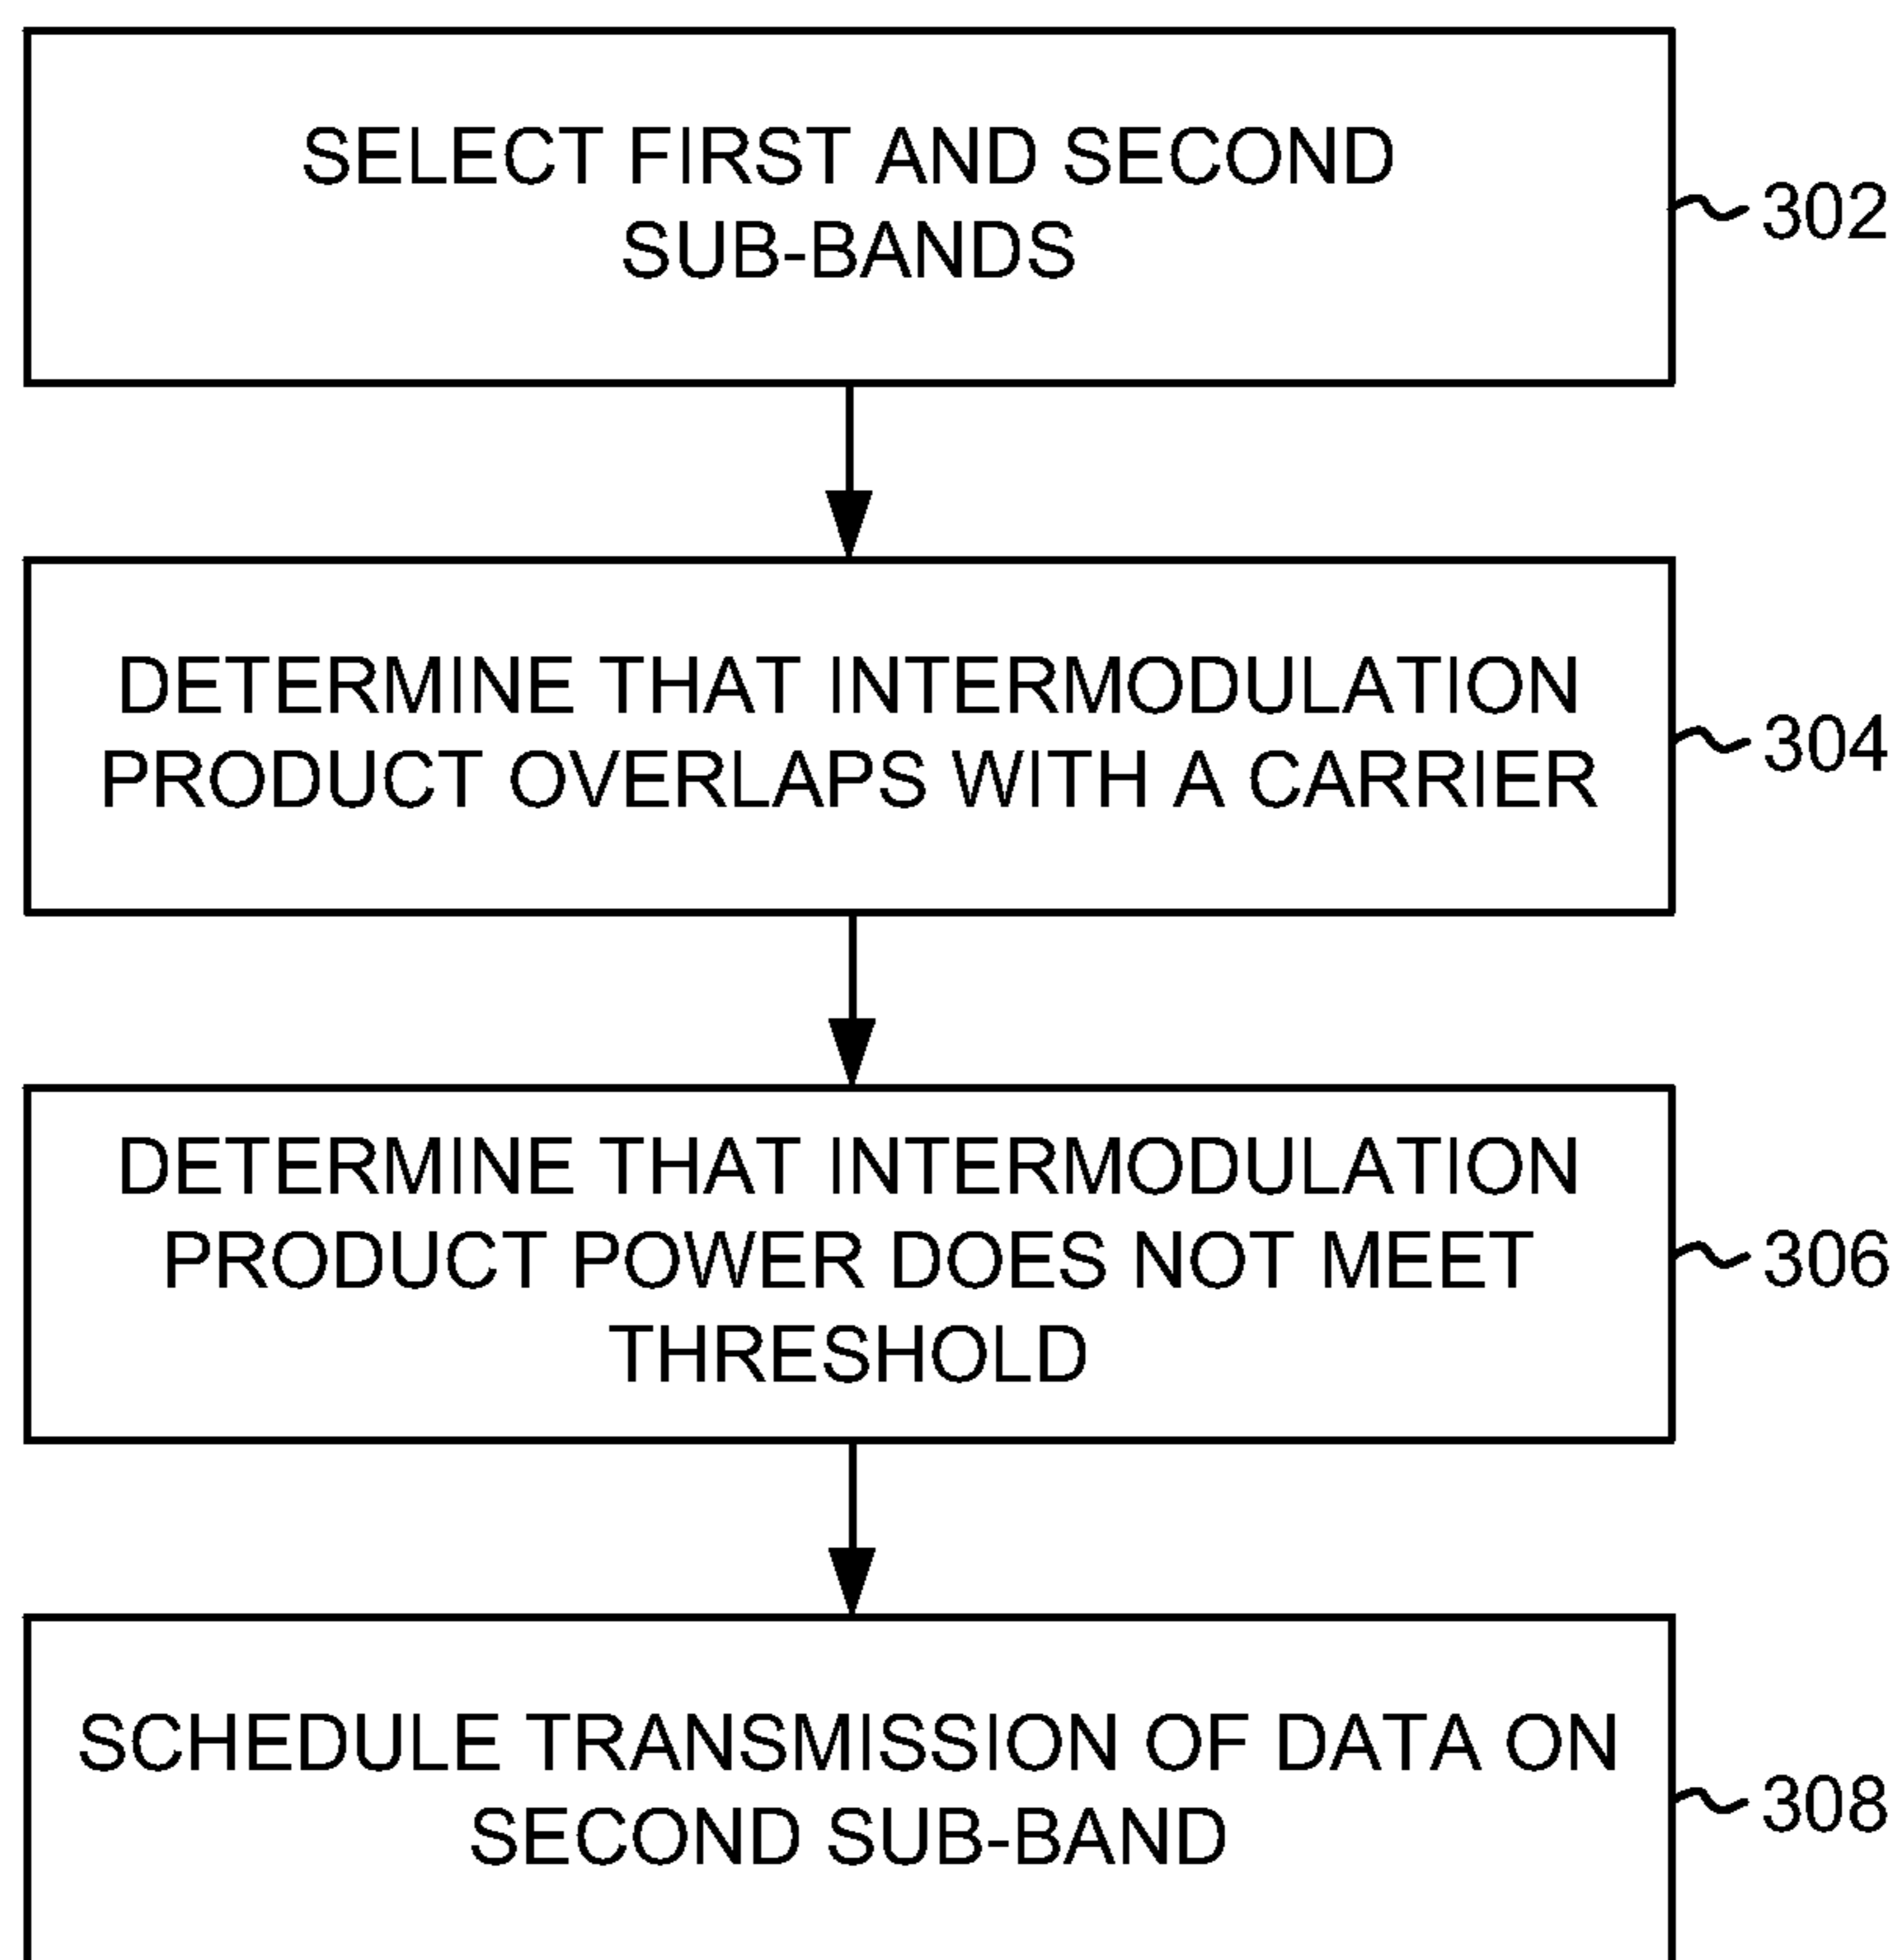 SELECT FIRST AND SECOND
SUB-BANDS
302
DETERMINE THAT INTERMODULATION
PRODUCT OVERLAPS WITH A CARRIER
304
DETERMINE THAT INTERMODULATION
PRODUCT POWER DOES NOT MEET
THRESHOLD
306
SCHEDULE TRANSMISSION OF DATA ON
SECOND SUB-BAND
308